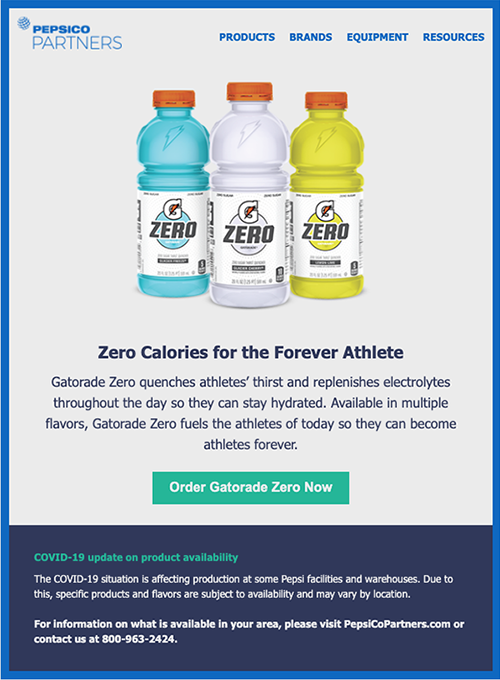 PEPSICO
PARTNERS
PRODUCTS BRANDS EQUIPMENT RESOURCES
ZERO SUGAR ZERO SUGAR
G
ZERO
GLACIER FREEZE
G
ZERO
GLACIER CHERRY
G
ZERO
LEMON LIME
Zero Calories for the Forever Athlete
Gatorade Zero quenches athletes’ thirst and replenishes electrolytes
throughout the day so they can stay hydrated. Available in multiple
flavors, Gatorade Zero fuels the athletes of today so they can become
athletes forever.
Order Gatorade Zero Now
COVID-19 update on product availability
The COVID-19 situation is affecting production at some Pepsi facilities and warehouses. Due to
this, specific products and flavors are subject to availability and may vary by location.
For information on what is available in your area, please visit PepsiCoPartners.com or
contact us at 800-963-2424.